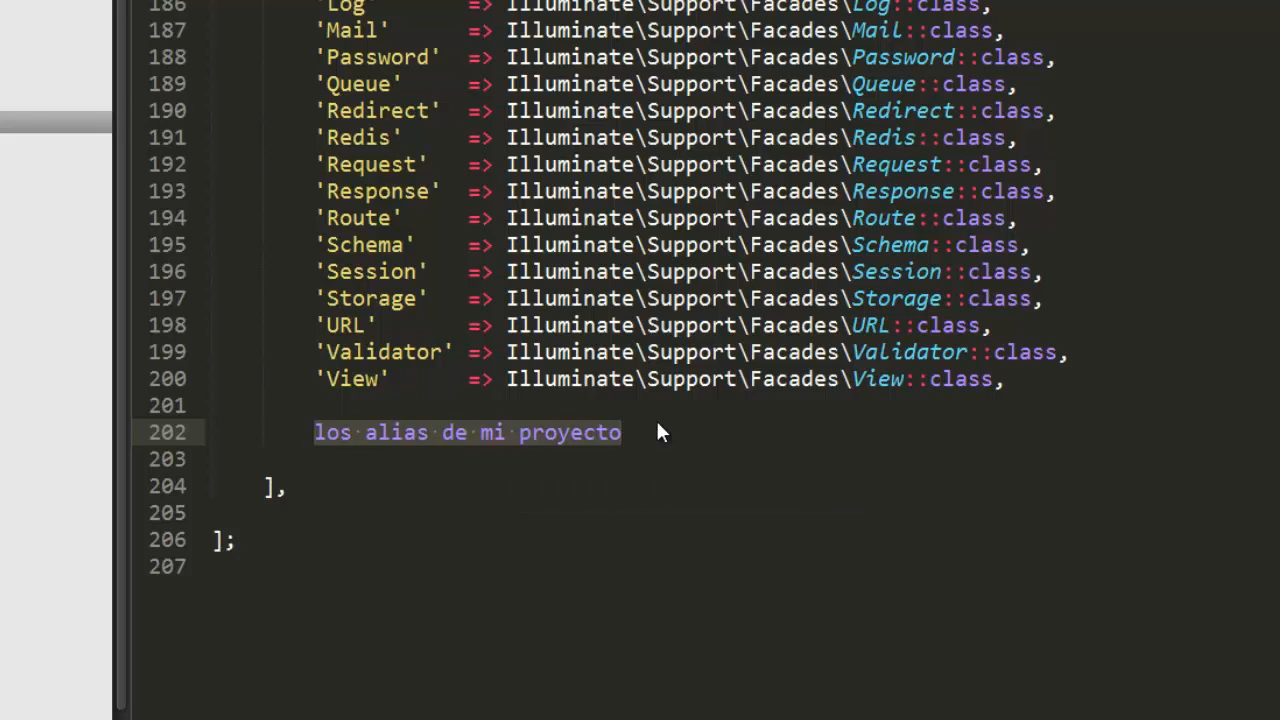 186 'Log' => Illuminate\Support\Facades\Log::class,
187 'Mail' => Illuminate\Support\Facades\Mail::class,
188 'Password' => Illuminate\Support\Facades\Password::class,
189 'Queue' => Illuminate\Support\Facades\Queue::class,
190 'Redirect' => Illuminate\Support\Facades\Redirect::class,
191 'Redis' => Illuminate\Support\Facades\Redis::class,
192 'Request' => Illuminate\Support\Facades\Request::class,
193 'Response' => Illuminate\Support\Facades\Response::class,
194 'Route' => Illuminate\Support\Facades\Route::class,
195 'Schema' => Illuminate\Support\Facades\Schema::class,
196 'Session' => Illuminate\Support\Facades\Session::class,
197 'Storage' => Illuminate\Support\Facades\Storage::class,
198 'URL' => Illuminate\Support\Facades\URL::class,
199 'Validator' => Illuminate\Support\Facades\Validator::class,
200 'View' => Illuminate\Support\Facades\View::class,
201
202 los alias de mi proyecto
203
204 ],
205
206 ];
207